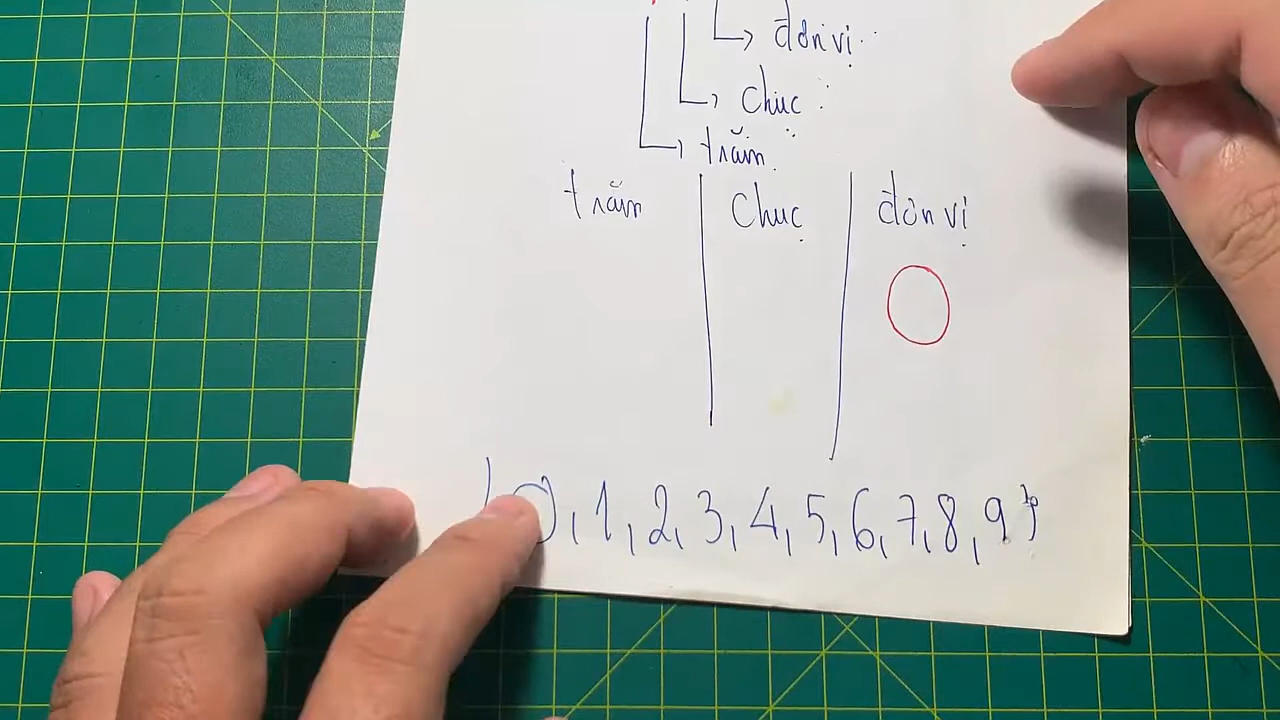 đơn vị
chục
trăm
trăm chục đơn vị
0, 1, 2, 3, 4, 5, 6, 7, 8, 9